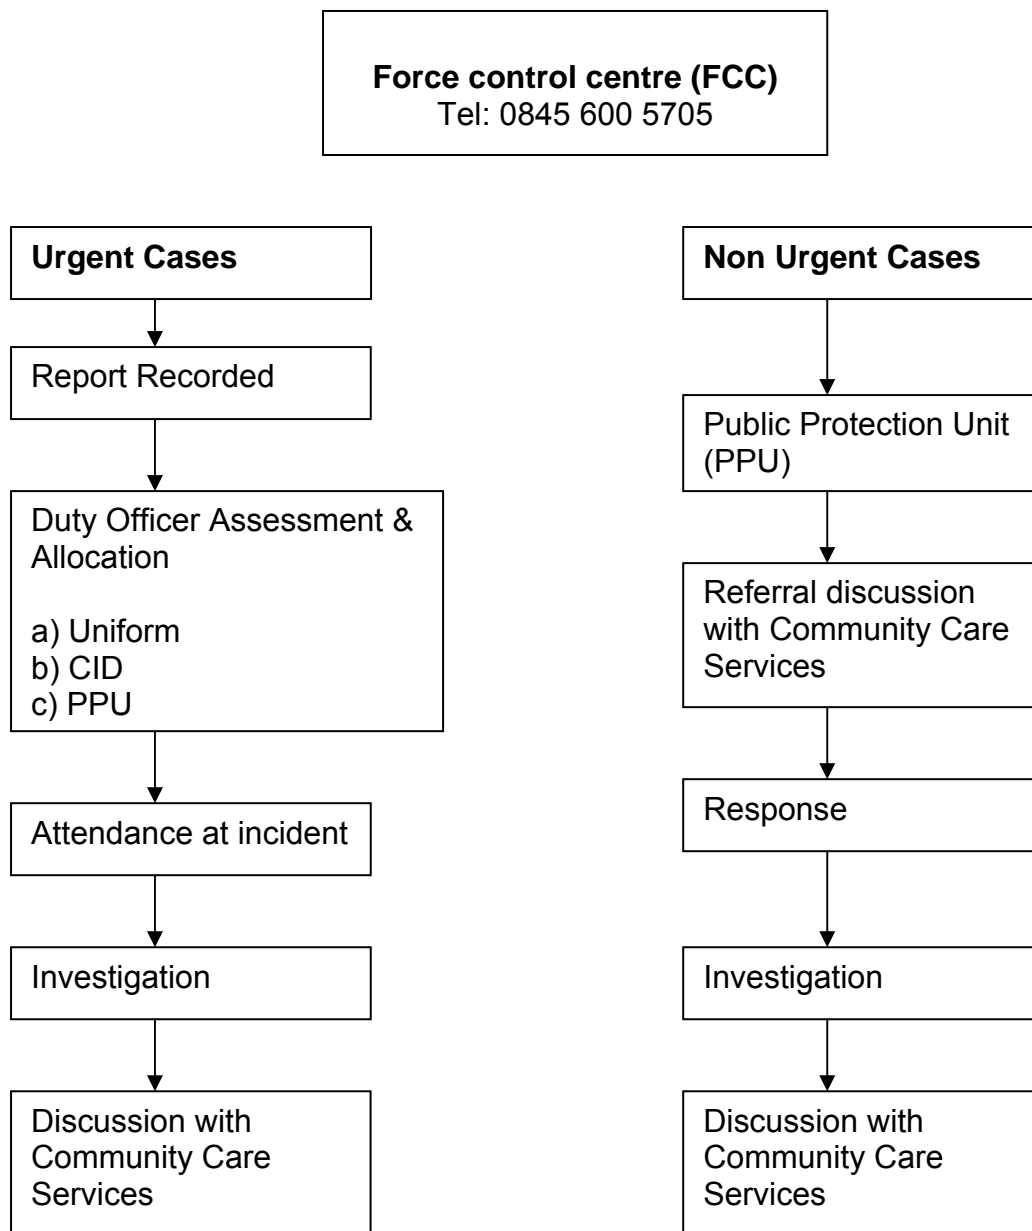 Force control centre (FCC)
Tel: 0845 600 5705
Urgent Cases
Report Recorded
Duty Officer Assessment &
Allocation
a) Uniform
b) CID
c) PPU
Attendance at incident
Investigation
Discussion with
Community Care
Services
Non Urgent Cases
Public Protection Unit
(PPU)
Referral discussion
with Community Care
Services
Response
Investigation
Discussion with
Community Care
Services